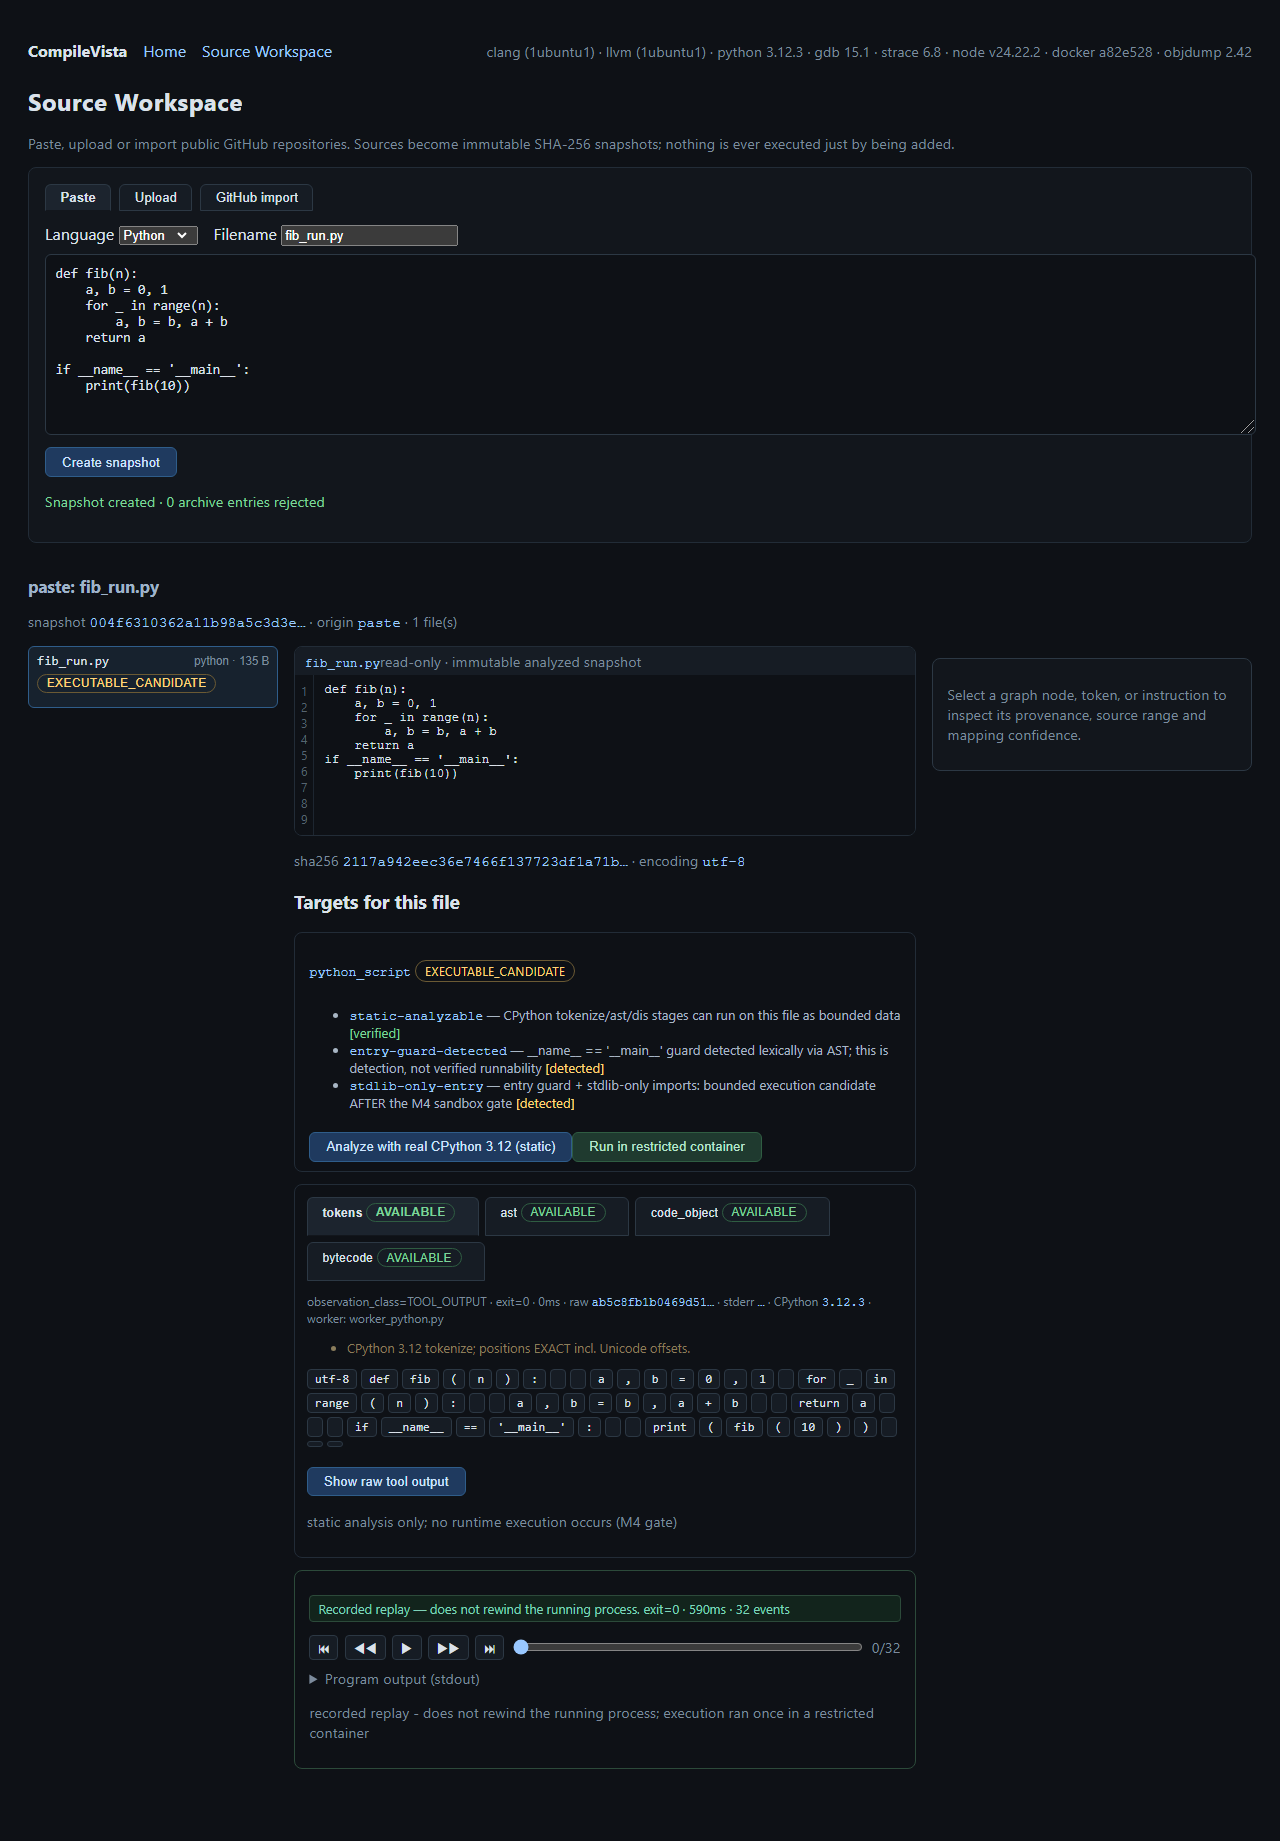 CompileVista Home Source Workspace clang (1ubuntu1) · llvm (1ubuntu1) · python 3.12.3 · gdb 15.1 · strace 6.8 · node v24.22.2 · docker a82e528 · objdump 2.42
Source Workspace
Paste, upload or import public GitHub repositories. Sources become immutable SHA-256 snapshots; nothing is ever executed just by being added.
Paste Upload GitHub import
Language Python Filename fib_run.py
def fib(n):
    a, b = 0, 1
    for _ in range(n):
        a, b = b, a + b
    return a
if __name__ == '__main__':
    print(fib(10))
Create snapshot
Snapshot created · 0 archive entries rejected
paste: fib_run.py
snapshot 004f6310362a11b98a5c3d3e… · origin paste · 1 file(s)
fib_run.py python · 135 B
EXECUTABLE_CANDIDATE
fib_run.py read-only · immutable analyzed snapshot
1 def fib(n):
2     a, b = 0, 1
3     for _ in range(n):
4         a, b = b, a + b
5     return a
6 if __name__ == '__main__':
7     print(fib(10))
8
9
Select a graph node, token, or instruction to
inspect its provenance, source range and
mapping confidence.
sha256 2117a942eec36e7466f137723df1a71b… · encoding utf-8
Targets for this file
python_script EXECUTABLE_CANDIDATE
• static-analyzable — CPython tokenize/ast/dis stages can run on this file as bounded data
[verified]
• entry-guard-detected — __name__ == '__main__' guard detected lexically via AST; this is
detection, not verified runnability [detected]
• stdlib-only-entry — entry guard + stdlib-only imports: bounded execution candidate
AFTER the M4 sandbox gate [detected]
Analyze with real CPython 3.12 (static) Run in restricted container
tokens AVAILABLE ast AVAILABLE code_object AVAILABLE
bytecode AVAILABLE
observation_class=TOOL_OUTPUT · exit=0 · 0ms · raw ab5c8fb1b0469d51… · stderr … · CPython 3.12.3 ·
worker: worker_python.py
• CPython 3.12 tokenize; positions EXACT incl. Unicode offsets.
utf-8 def fib ( n ) : a , b = 0 , 1 for _ in
range ( n ) : a , b = b , a + b return a
if __name__ == '__main__' : print ( fib ( 10 ) )
Show raw tool output
static analysis only; no runtime execution occurs (M4 gate)
Recorded replay — does not rewind the running process. exit=0 · 590ms · 32 events
⏮ ◀◀ ▶ ▶▶ ⏭ 0/32
▶ Program output (stdout)
recorded replay - does not rewind the running process; execution ran once in a restricted
container